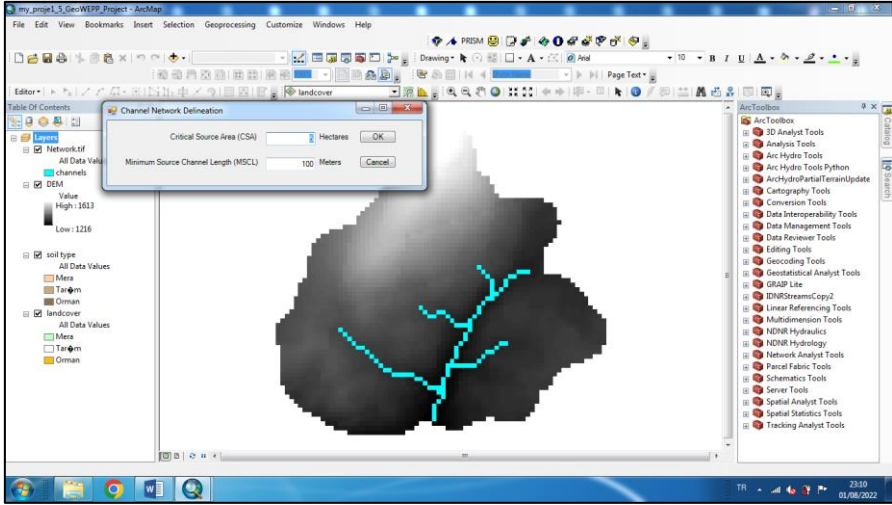 my_proje1_5_GeoWEPP_Project - ArcMap
File Edit View Bookmarks Insert Selection Geoprocessing Customize Windows Help
PRISM
Drawing
A
Arial
10
B I U A
Page Text
Editor
landcover
Table Of Contents
Layers
Network.tif
All Data Valu
channels
DEM
Value
High : 1613
Low : 1216
soil type
All Data Values
Mera
Tar�m
Orman
landcover
All Data Values
Mera
Tar�m
Orman
Channel Network Delineation
Critical Source Area (CSA) Hectares OK
Minimum Source Channel Length (MSCL) 100 Meters Cancel
ArcToolbox
ArcToolbox
3D Analyst Tools
Analysis Tools
Arc Hydro Tools
Arc Hydro Tools Python
ArcHydroPartialTerrainUpdate
Cartography Tools
Conversion Tools
Data Interoperability Tools
Data Management Tools
Data Reviewer Tools
Editing Tools
Geocoding Tools
Geostatistical Analyst Tools
GRAIP Lite
IDNRStreamsCopy2
Linear Referencing Tools
Multidimension Tools
NDNR Hydraulics
NDNR Hydrology
Network Analyst Tools
Parcel Fabric Tools
Schematics Tools
Server Tools
Spatial Analyst Tools
Spatial Statistics Tools
Tracking Analyst Tools
Catalog
Search
TR
23:10
01/08/2022